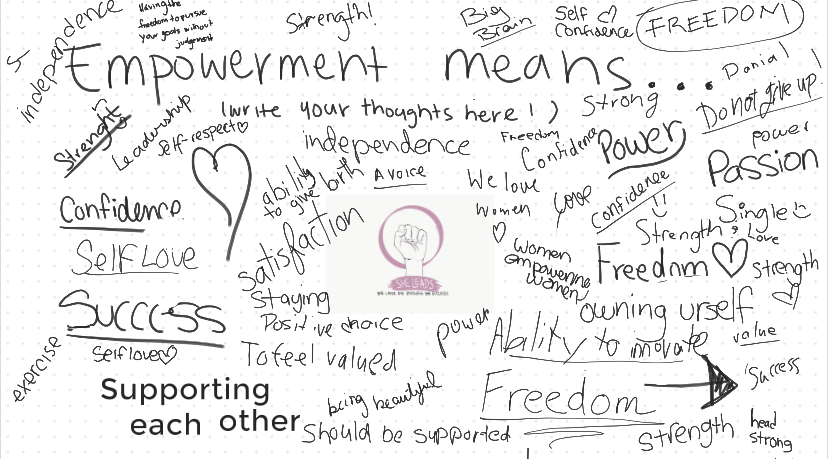 independence
Having the
freedom to pursue
your goals without
judgement
Strength!
Big
Brain
Self
Confidence
FREEDOM
Empowerment means...
Danial
(write your thoughts here!)
Strong
Do not give up!
Strenght
Leadership
Self-respect
independence
Freedom
Confidence
Power
power
Passion
ability
to give birth
A voice
We love
women
love
Confidence
Single
Confidence
Strength
Love
Self Love
satisfaction
Women
empowering
women
Freedom
Strength
SHE LEADS
Staying
Positive choice
Success
Self love
power
owning urself
Ability to innovate
value
To feel valued
exercise
Supporting
each other
being beautiful
Freedom
Success
Should be supported
Strength
head
strong